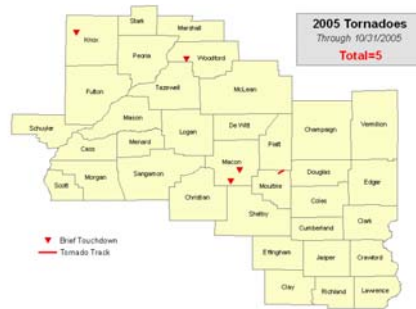 2005 Tornadoes
Through 10/31/2005
Total=5
Stark
Marshall
Knox
Peoria
Woodford
Fulton
Tazewell
McLean
Mason
Schuyler
Logan
De Witt
Champaign
Vermilion
Menard
Cass
Macon
Piatt
Scott
Morgan
Sangamon
Christian
Moultrie
Douglas
Edgar
Coles
Shelby
Cumberland
Clark
Effingham
Jasper
Crawford
Clay
Richland
Lawrence
Brief Touchdown
Tornado Track